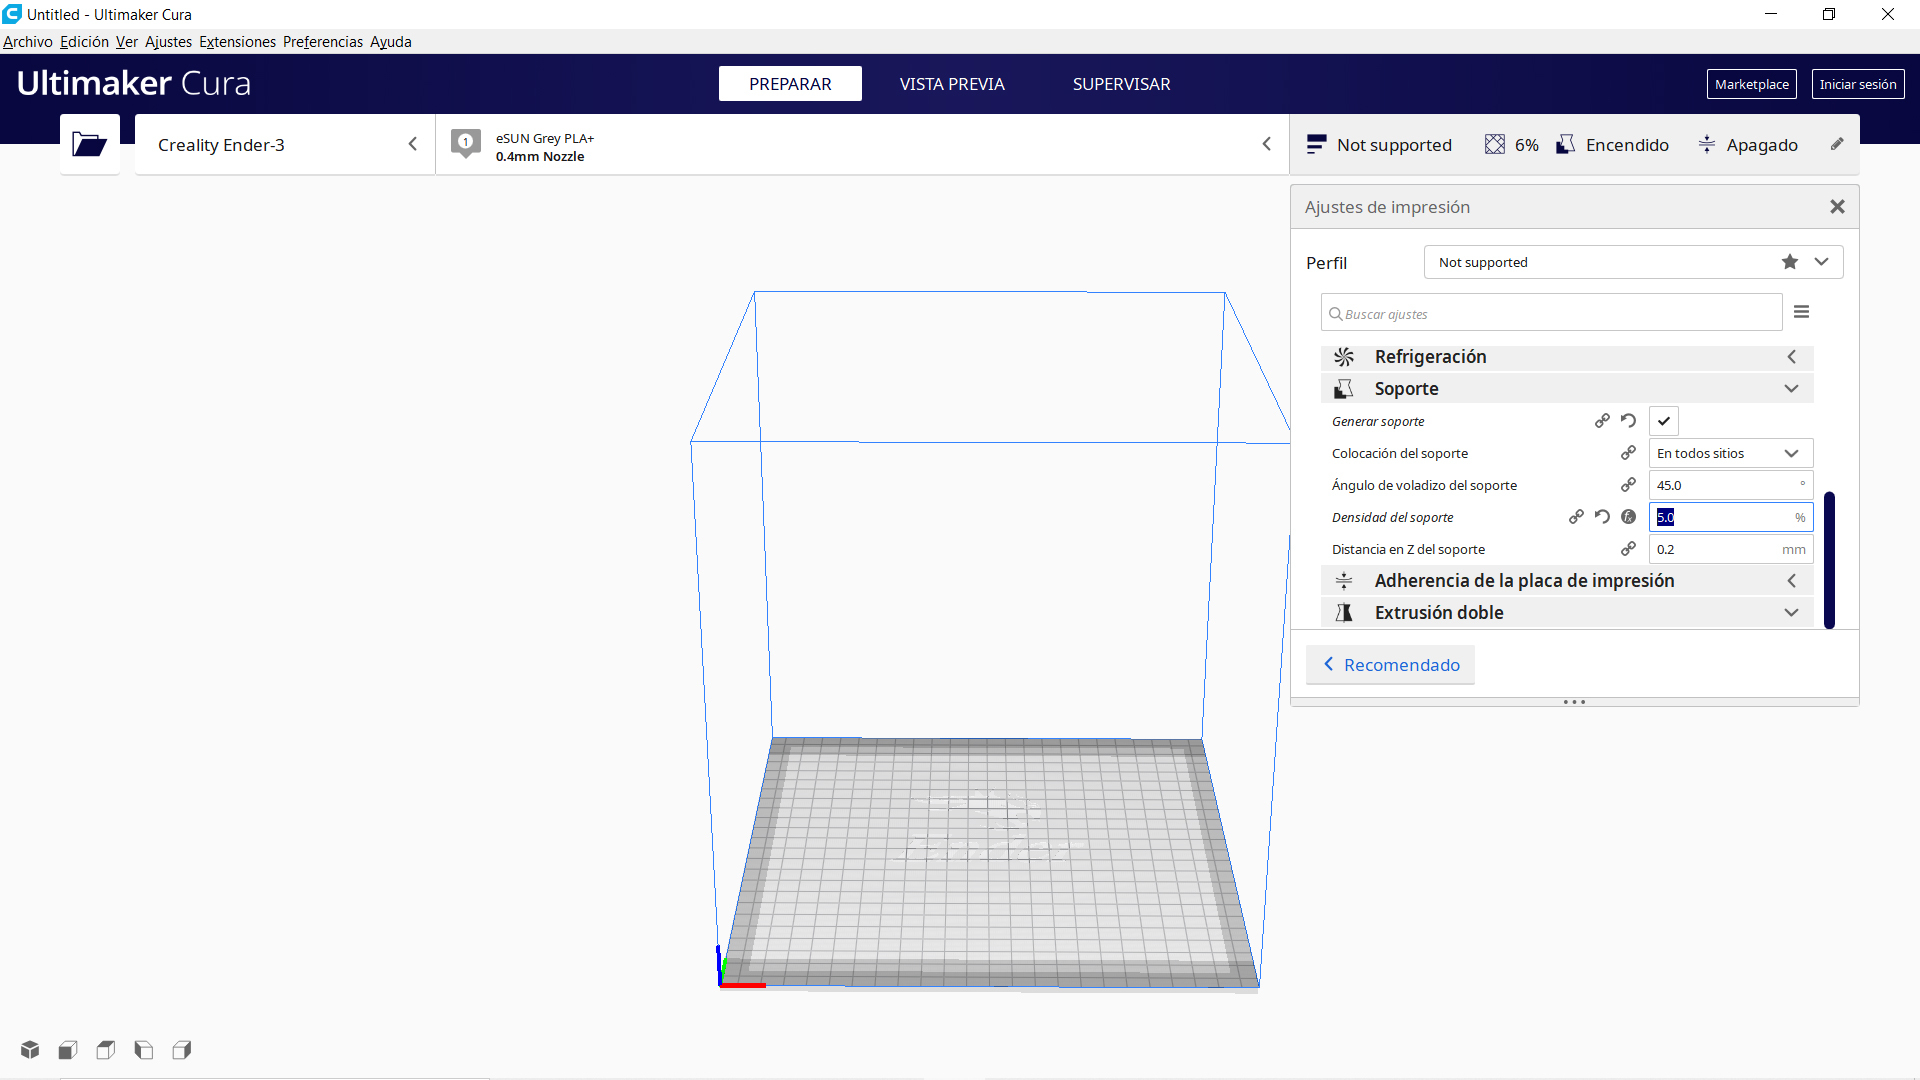 Untitled - Ultimaker Cura
Archivo Edición Ver Ajustes Extensiones Preferencias Ayuda
Ultimaker Cura
PREPARAR
VISTA PREVIA
SUPERVISAR
Marketplace
Iniciar sesión
Creality Ender-3
1
eSUN Grey PLA+
0.4mm Nozzle
Not supported
6%
Encendido
Apagado
Ajustes de impresión
Perfil
Not supported
Buscar ajustes
Refrigeración
Soporte
Generar soporte
Colocación del soporte
En todos sitios
Ángulo de voladizo del soporte
45.0 °
Densidad del soporte
5.0 %
Distancia en Z del soporte
0.2 mm
Adherencia de la placa de impresión
Extrusión doble
Recomendado